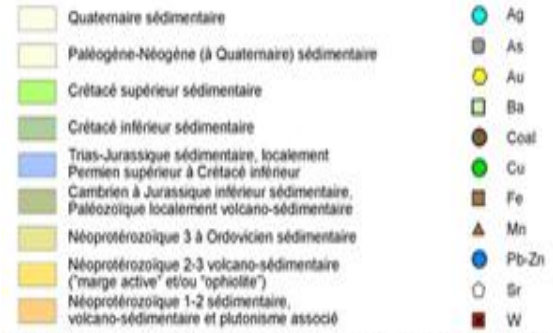 Quaternaire sédimentaire
Paléogène-Néogène (à Quaternaire) sédimentaire
Crétacé supérieur sédimentaire
Crétacé inférieur sédimentaire
Trias-Jurassique sédimentaire, localement
Permien supérieur à Crétacé inférieur
Cambrien à Jurassique inférieur sédimentaire,
Paléozoïque localement volcano-sédimentaire
Néoprotérozoïque 3 à Ordovicien sédimentaire
Néoprotérozoïque 2-3 volcano-sédimentaire
("marge active" et/ou "ophiolite")
Néoprotérozoïque 1-2 sédimentaire,
volcano-sédimentaire et plutonisme associé
Ag
As
Au
Ba
Coal
Cu
Fe
Mn
Pb-Zn
Sr
W